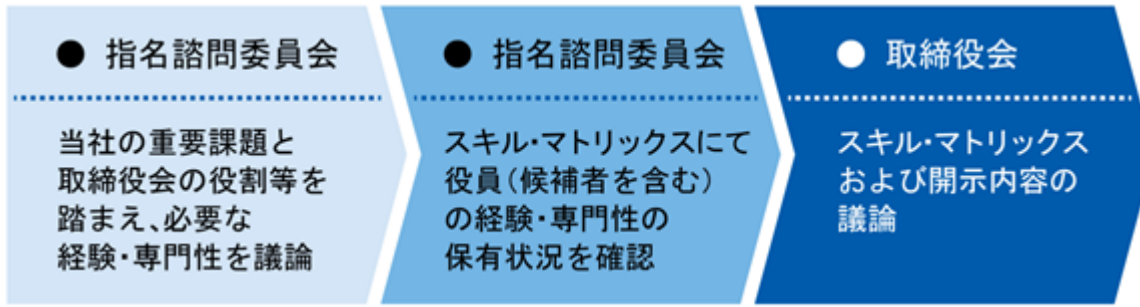 ● 指名諮問委員会
当社の重要課題と
取締役会の役割等を
踏まえ、必要な
経験・専門性を議論
● 指名諮問委員会
スキル・マトリックスにて
役員(候補者を含む)
の経験・専門性の
保有状況を確認
● 取締役会
スキル・マトリックス
および開示内容の
議論